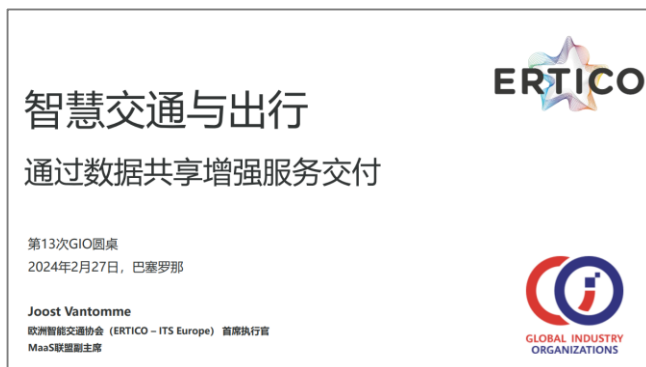 ERTICO
智慧交通与出行
通过数据共享增强服务交付
第13次GIO圆桌
2024年2月27日，巴塞罗那
Joost Vantomme
欧洲智能交通协会（ERTICO – ITS Europe） 首席执行官
MaaS联盟副主席
GLOBAL INDUSTRY
ORGANIZATIONS